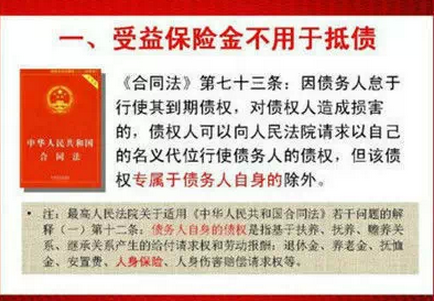 一、受益保险金不用于抵债
《合同法》第七十三条：因债务人怠于
行使其到期债权，对债权人造成损害
的，债权人可以向人民法院请求以自己
的名义代位行使债务人的债权，但该债
权专属于债务人自身的除外。
中华人民共和国
合同法
• 注：最高人民法院关于适用《中华人民共和国合同法》若干问题的解
释（一）第十二条：债务人自身的债权是指基于扶养、抚养、赡养关
系、继承关系产生的给付请求权和劳动报酬；退休金、养老金、抚恤
金、安置费、人身保险、人身伤害赔偿请求权等。